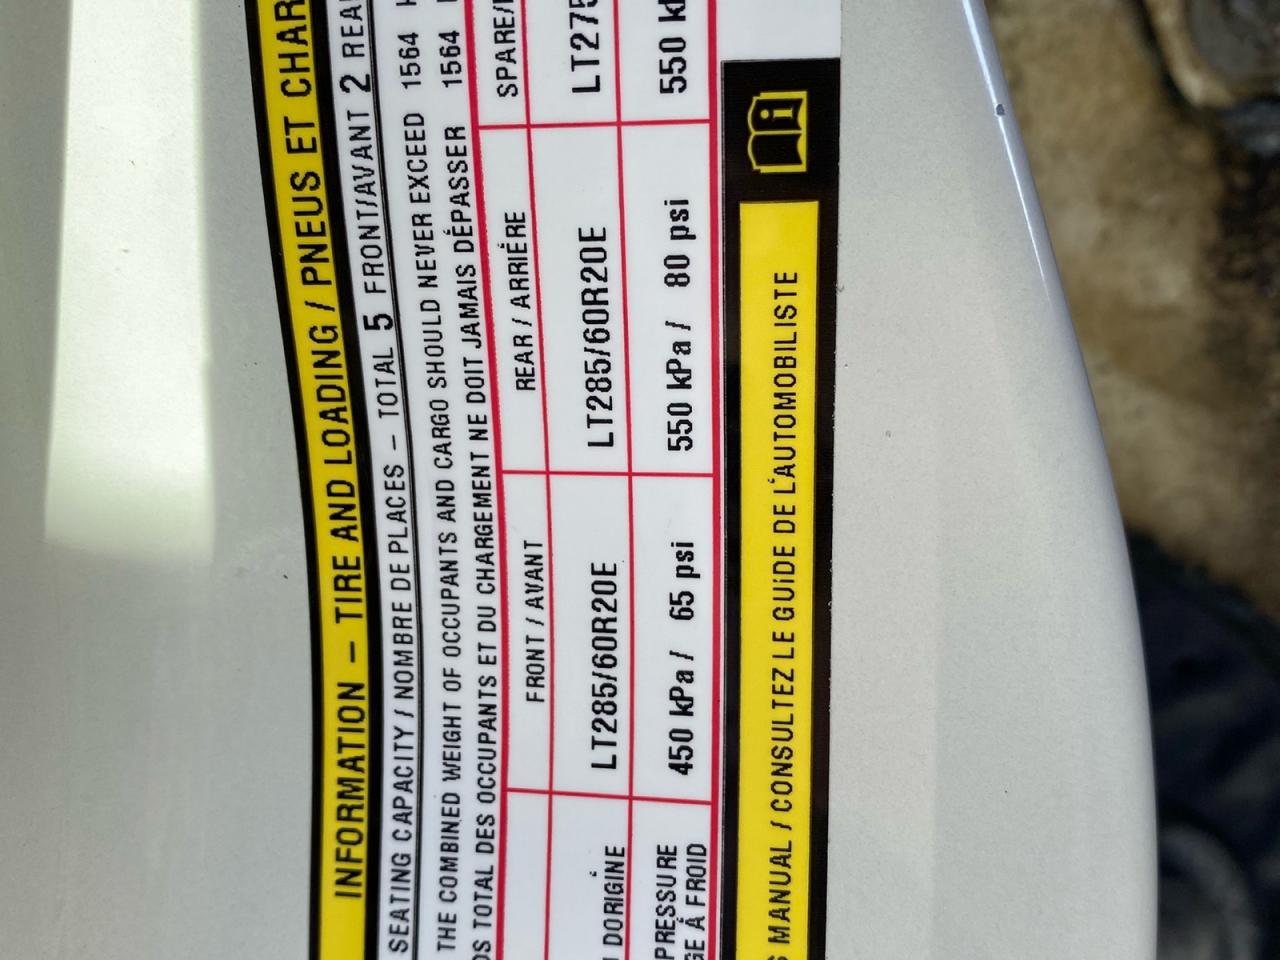 INFORMATION – TIRE AND LOADING / PNEUS ET CHAR
SEATING CAPACITY / NOMBRE DE PLACES – TOTAL 5 FRONT/AVANT 2 REA
THE COMBINED WEIGHT OF OCCUPANTS AND CARGO SHOULD NEVER EXCEED 1564
TOTAL DES OCCUPANTS ET DU CHARGEMENT NE DOIT JAMAIS DÉPASSER 1564
FRONT / AVANT REAR / ARRIÈRE SPARE/
DORIGINE LT285/60R20E LT285/60R20E LT275
PRESSURE
À FROID 450 kPa / 65 psi 550 kPa / 80 psi 550 k
S MANUAL / CONSULTEZ LE GUIDE DE L'AUTOMOBILISTE